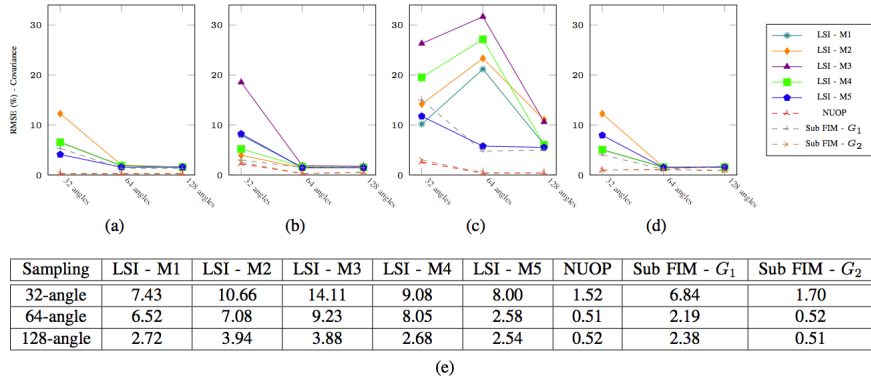 30
20
10
0
RMSE (%) - Covariance
32 angles
64 angles
128 angles
(a)
30
20
10
0
32 angles
64 angles
128 angles
(b)
30
20
10
0
32 angles
64 angles
128 angles
(c)
30
20
10
0
32 angles
64 angles
128 angles
(d)
LSI - M1
LSI - M2
LSI - M3
LSI - M4
LSI - M5
NUOP
Sub FIM - G₁
Sub FIM - G₂
Sampling LSI - M1 LSI - M2 LSI - M3 LSI - M4 LSI - M5 NUOP Sub FIM - G₁ Sub FIM - G₂
32-angle 7.43 10.66 14.11 9.08 8.00 1.52 6.84 1.70
64-angle 6.52 7.08 9.23 8.05 2.58 0.51 2.19 0.52
128-angle 2.72 3.94 3.88 2.68 2.54 0.52 2.38 0.51
(e)